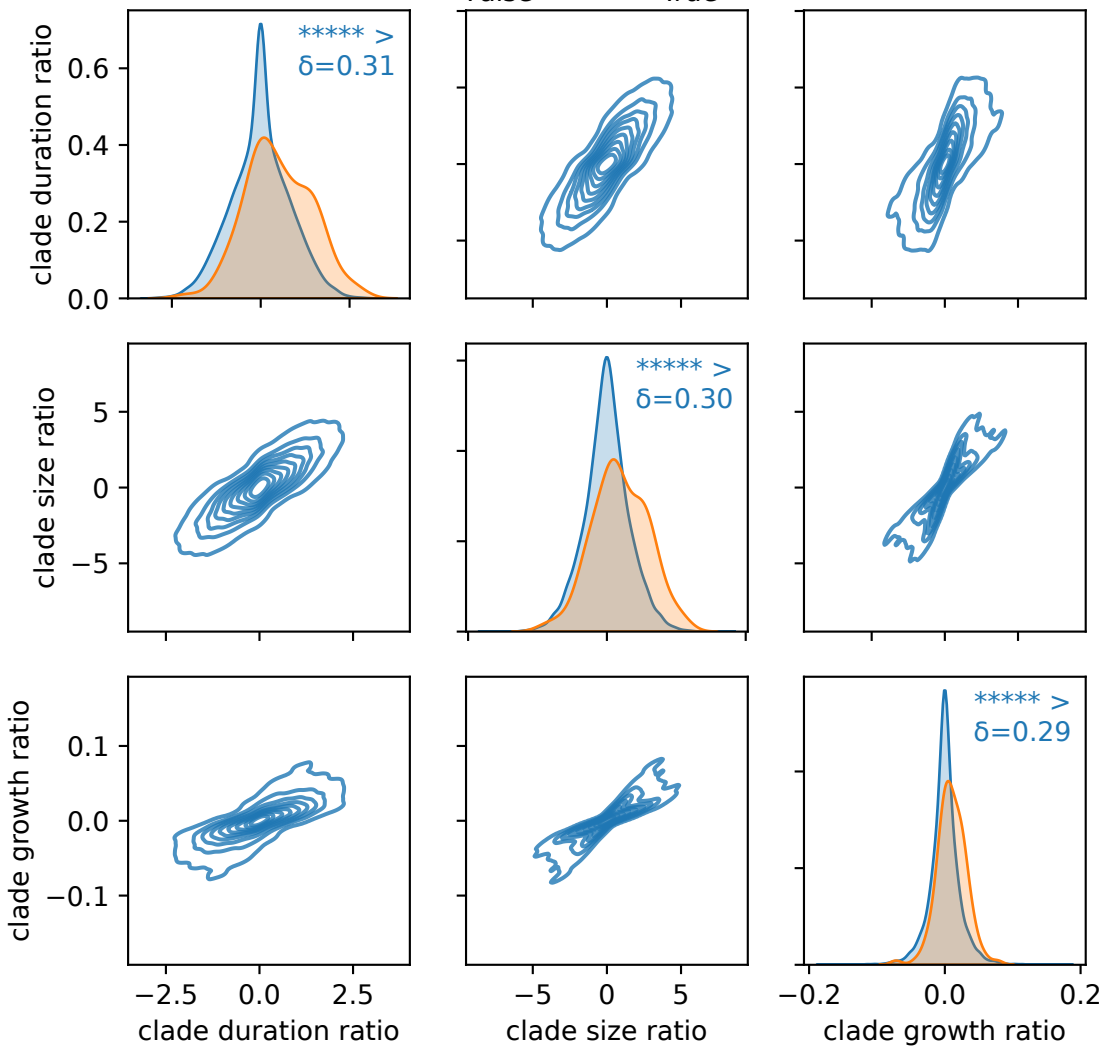 ***** >
δ=0.31
0.6
0.4
0.2
0.0
clade duration ratio
***** >
δ=0.30
5
0
−5
clade size ratio
***** >
δ=0.29
0.1
0.0
−0.1
clade growth ratio
−2.5 0.0 2.5
−5 0 5
−0.2 0.0 0.2
clade duration ratio
clade size ratio
clade growth ratio